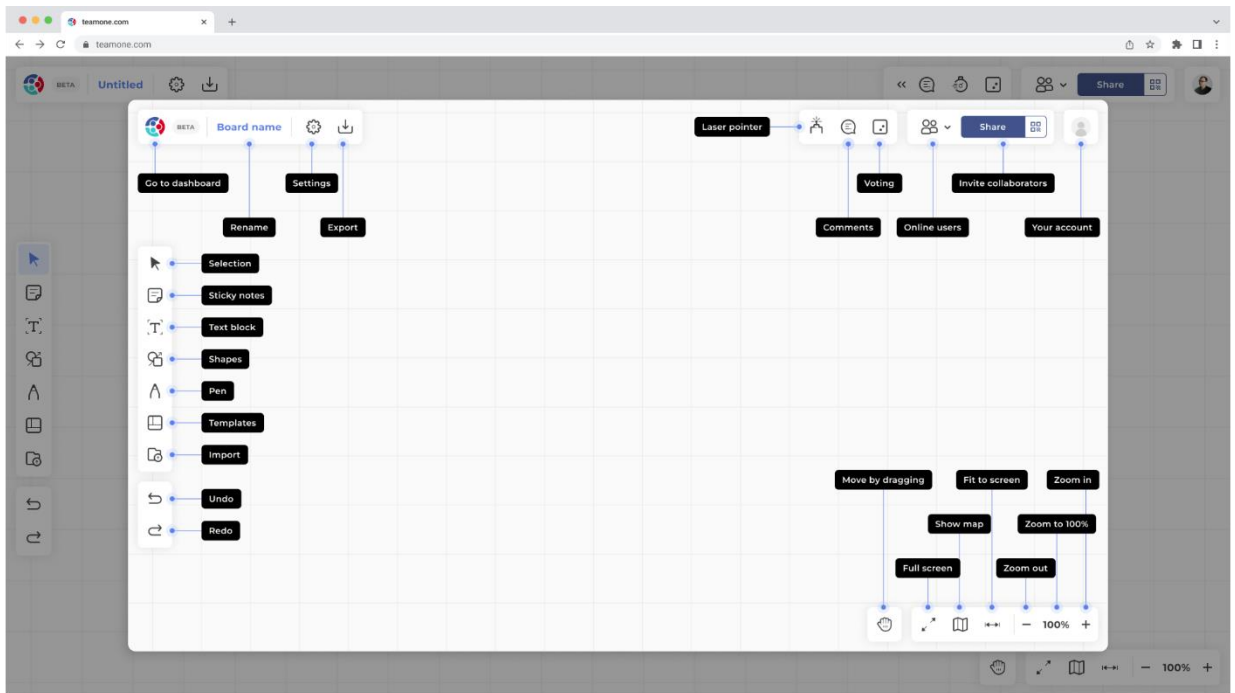 teamone.com
teamone.com
BETA Untitled
Share
BETA Board name
Laser pointer
Share
Go to dashboard
Settings
Voting
Invite collaborators
Rename
Export
Comments
Online users
Your account
Selection
Sticky notes
Text block
Shapes
Pen
Templates
Import
Undo
Redo
Move by dragging
Fit to screen
Zoom in
Show map
Zoom to 100%
Full screen
Zoom out
100%
100%